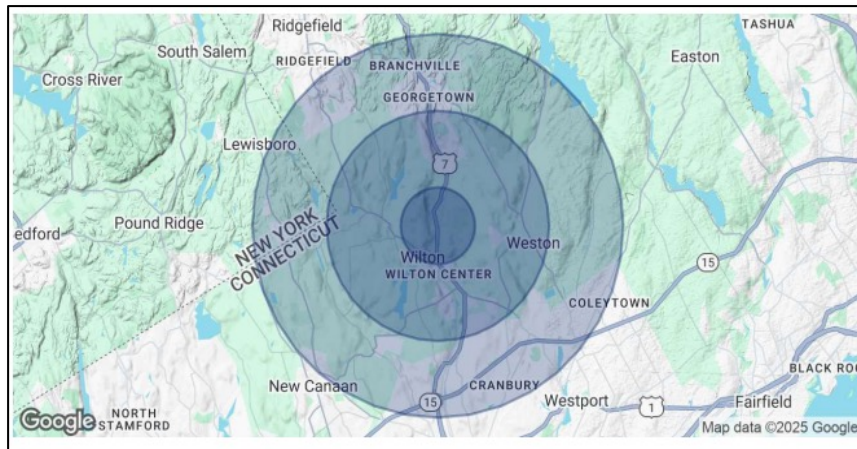 Ridgefield
TASHUA
South Salem
RIDGEFIELD
BRANCHVILLE
Easton
Cross River
GEORGETOWN
Lewisboro
7
Pound Ridge
edford
NEW YORK
CONNECTICUT
Weston
Wilton
WILTON CENTER
15
COLEYTOWN
BLACK RO
New Canaan
CRANBURY
15
Westport
1
Fairfield
NORTH
STAMFORD
Google
Map data ©2025 Google